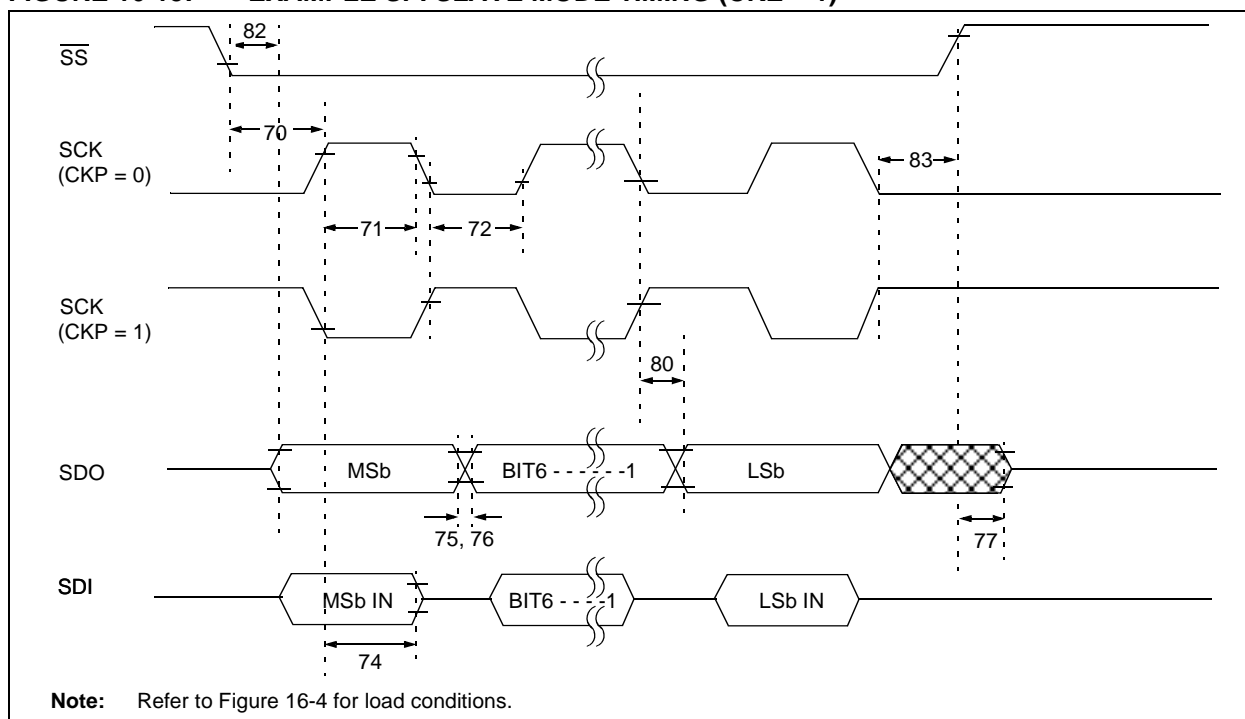 SS
82
70
SCK
(CKP = 0)
83
71
72
SCK
(CKP = 1)
80
SDO
MSb
BIT6 - - - - - -1
LSb
75, 76
77
SDI
MSb IN
BIT6 - - - -1
LSb IN
74
Note: Refer to Figure 16-4 for load conditions.